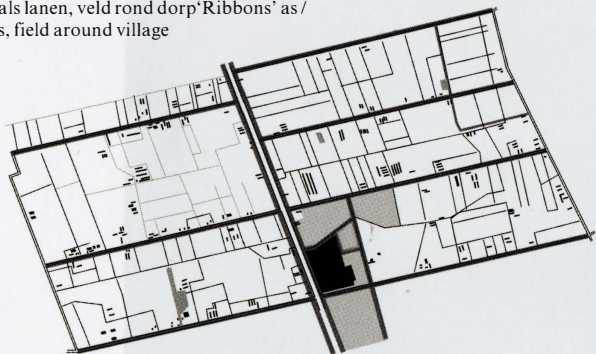 als lanen, veld rond dorp‘Ribbons’ as /
s, field around village